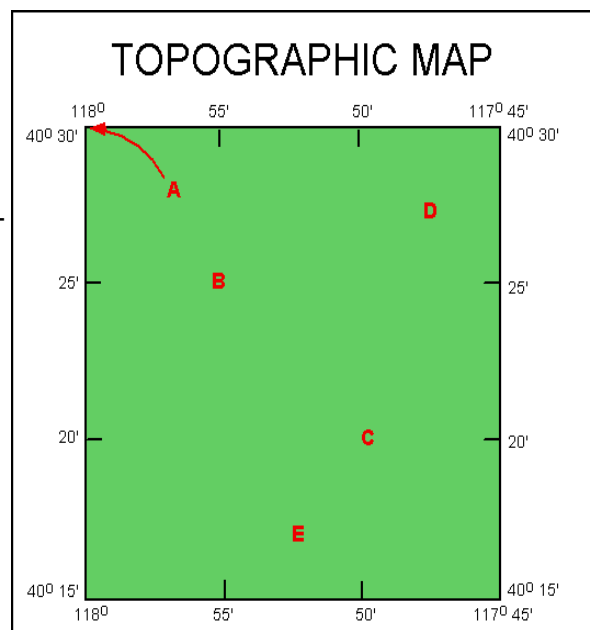 TOPOGRAPHIC MAP
118⁰ 55' 50' 117⁰ 45'
40⁰ 30' 40⁰ 30'
A
D
B
25' 25'
C
20' 20'
E
40⁰ 15' 40⁰ 15'
118⁰ 55' 50' 117⁰ 45'